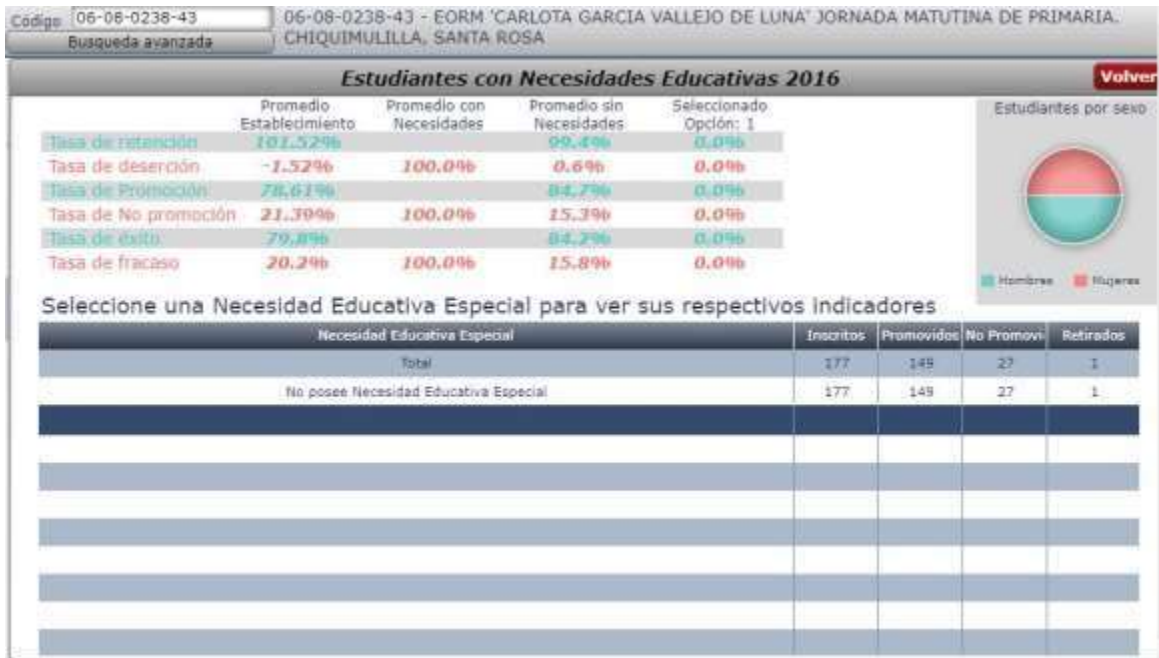 Código 06-08-0238-43 06-08-0238-43 - EORM 'CARLOTA GARCIA VALLEJO DE LUNA' JORNADA MATUTINA DE PRIMARIA.
Busqueda avanzada CHIQUIMULILLA, SANTA ROSA
Estudiantes con Necesidades Educativas 2016 Volver
Promedio Establecimiento Promedio con Necesidades Promedio sin Necesidades Seleccionado Opción: 1 Estudiantes por sexo
Tasa de retención 101.52% 99.4% 0.0%
Tasa de deserción -1.52% 100.0% 0.6% 0.0%
Tasa de Promoción 78.61% 84.7% 0.0%
Tasa de No promoción 21.39% 100.0% 15.3% 0.0%
Tasa de éxito 79.8% 84.2% 0.0%
Tasa de fracaso 20.2% 100.0% 15.8% 0.0%
Hombres Mujeres
Seleccione una Necesidad Educativa Especial para ver sus respectivos indicadores
Necesidad Educativa Especial Inscritos Promovidos No Promovi Retirados
Total 177 149 27 1
No posee Necesidad Educativa Especial 177 149 27 1